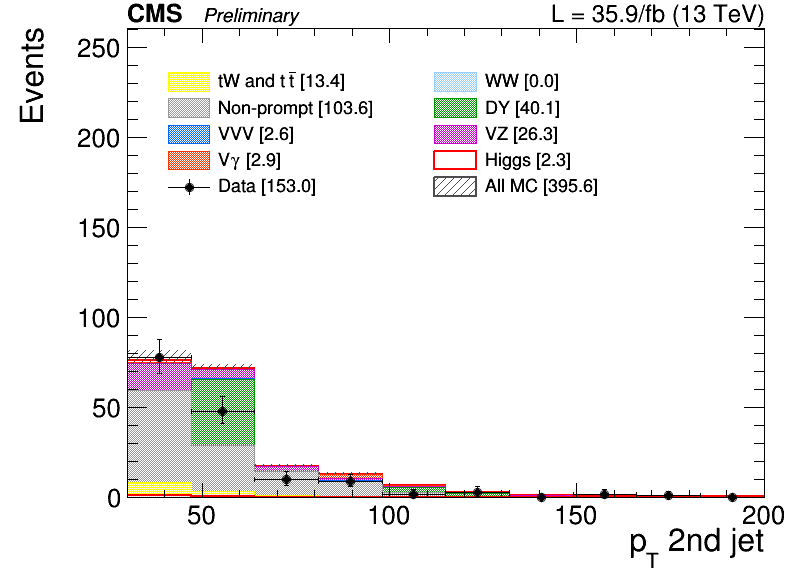 CMS Preliminary L = 35.9/fb (13 TeV)
Events
250
200
150
100
50
0
tW and t t̅ [13.4]
WW [0.0]
Non-prompt [103.6]
DY [40.1]
VVV [2.6]
VZ [26.3]
Vγ [2.9]
Higgs [2.3]
Data [153.0]
All MC [395.6]
50 100 150 200
p_T 2nd jet